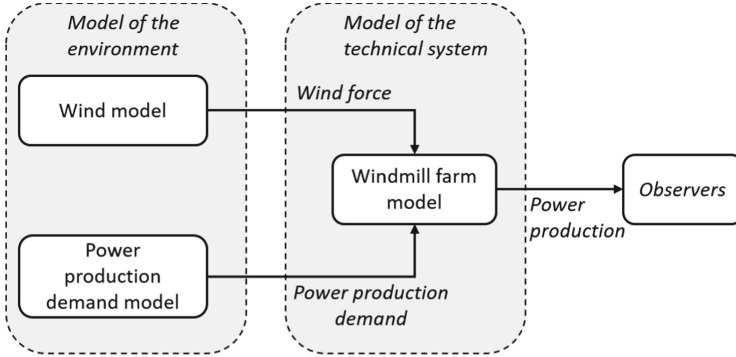 Model of the
environment
Model of the
technical system
Wind model
Wind force
Windmill farm
model
Power
production
Observers
Power
production
demand model
Power production
demand